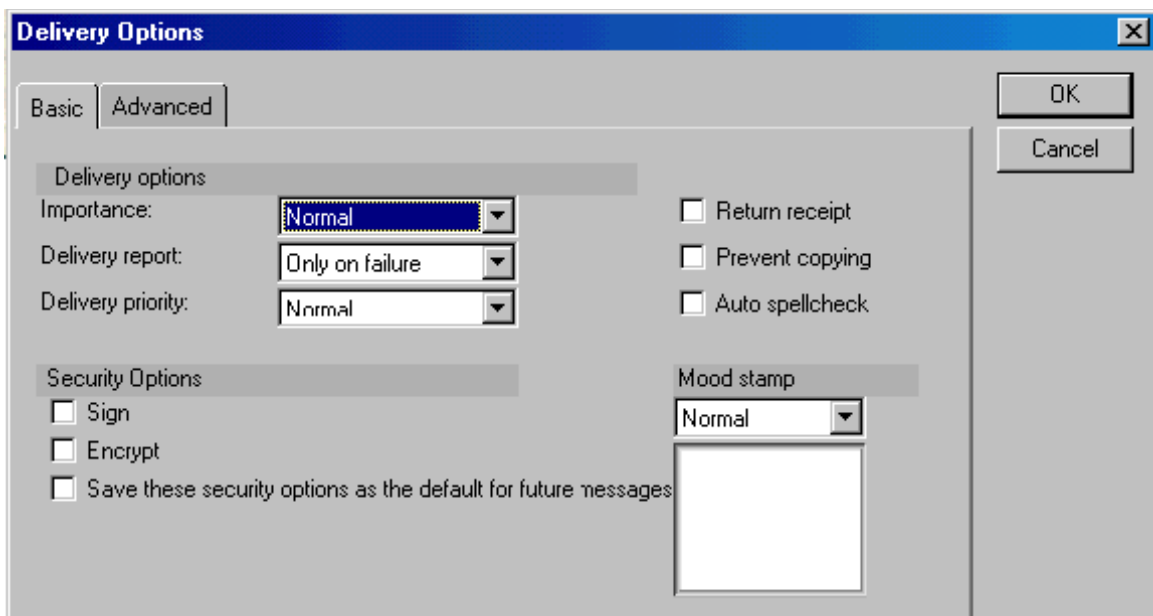 Delivery Options
OK
Cancel
Basic
Advanced
Delivery options
Importance:
Normal
Return receipt
Delivery report:
Only on failure
Prevent copying
Delivery priority:
Normal
Auto spellcheck
Security Options
Mood stamp
Sign
Normal
Encrypt
Save these security options as the default for future messages